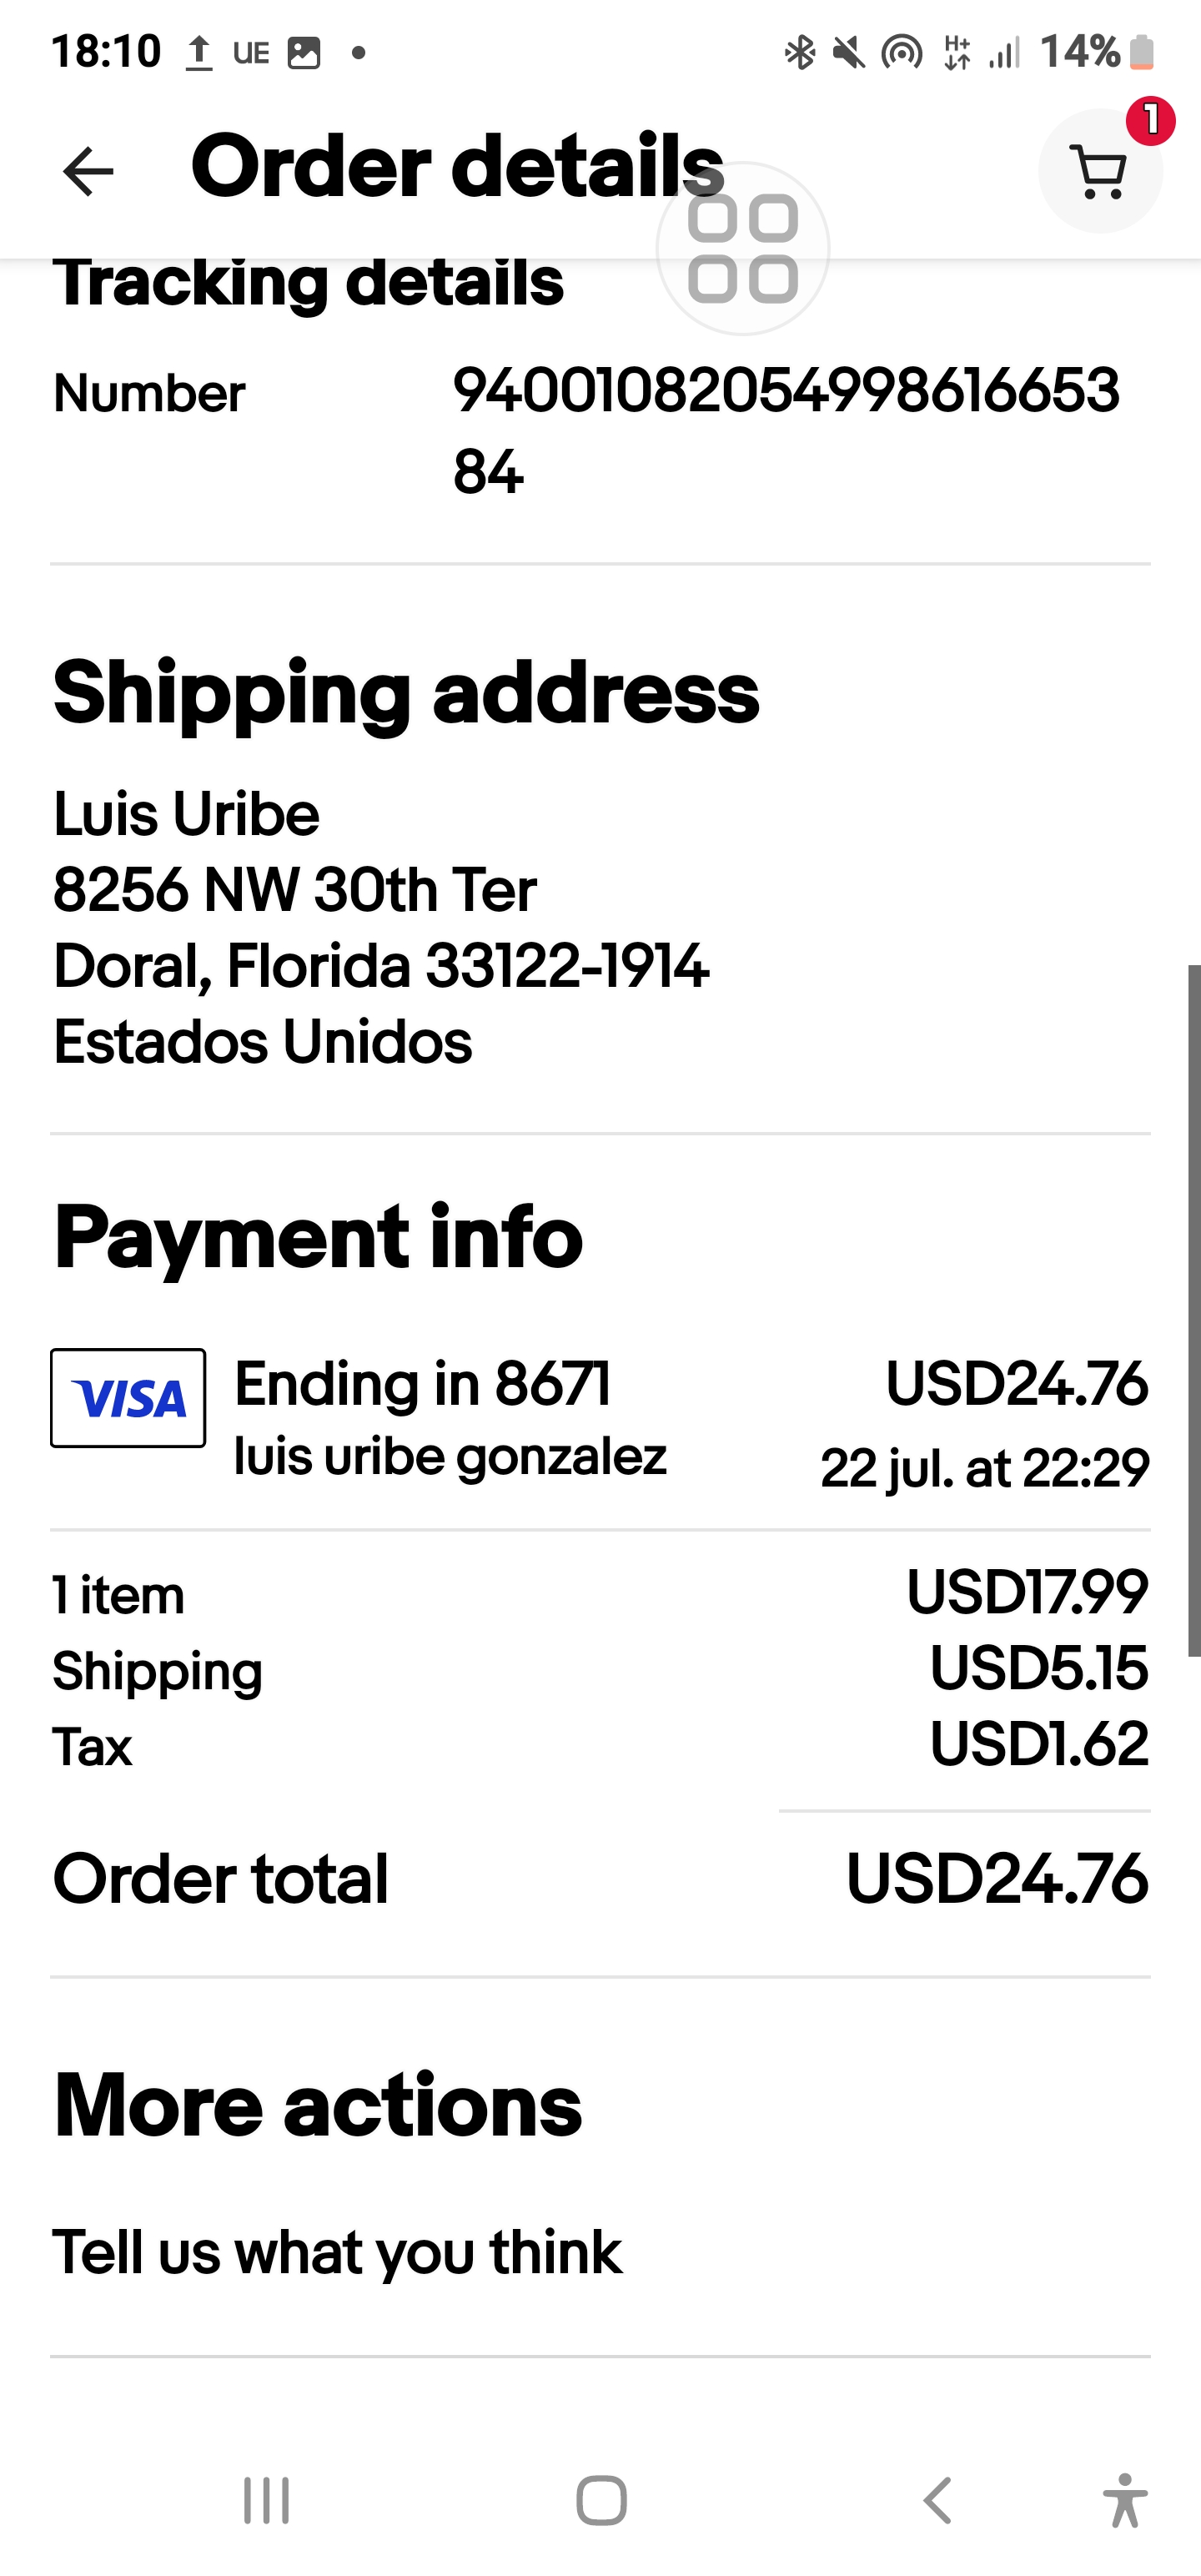 18:10 UE H+ 14%
Order details 1
Tracking details
Number 94001082054998616653
84
Shipping address
Luis Uribe
8256 NW 30th Ter
Doral, Florida 33122-1914
Estados Unidos
Payment info
VISA Ending in 8671 USD24.76
luis uribe gonzalez 22 jul. at 22:29
1 item USD17.99
Shipping USD5.15
Tax USD1.62
Order total USD24.76
More actions
Tell us what you think